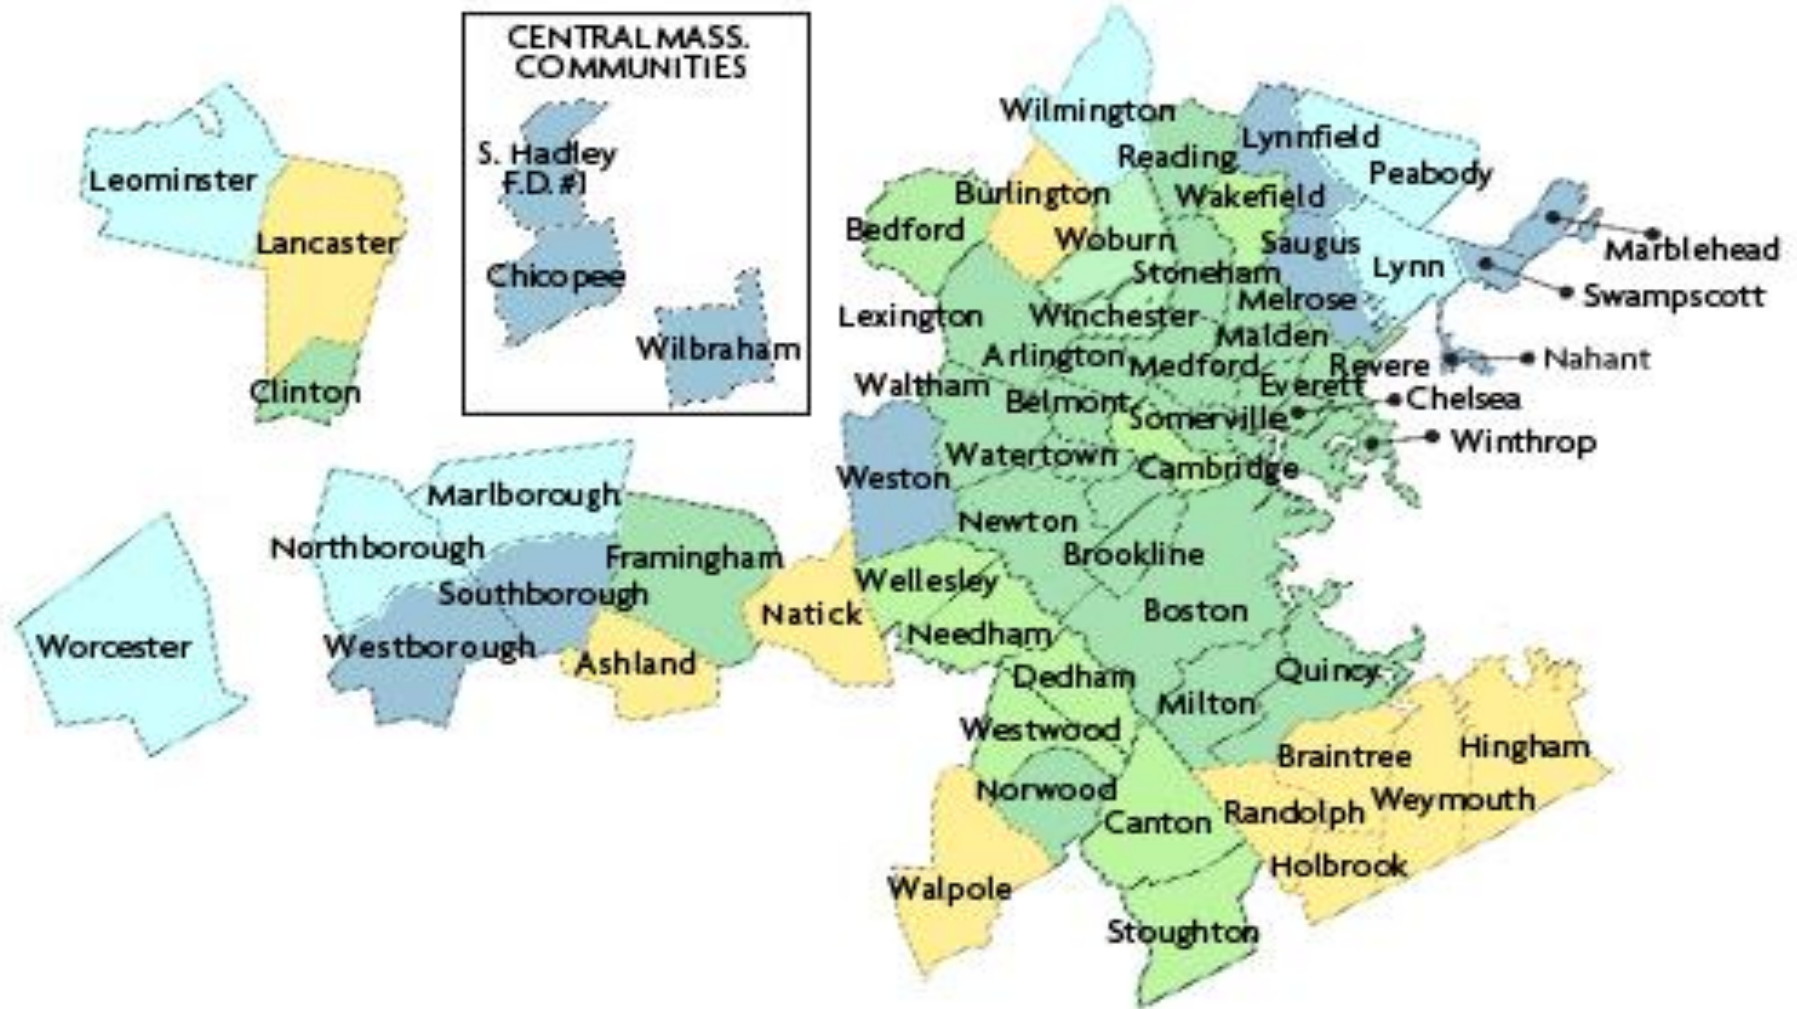 CENTRAL MASS.
COMMUNITIES
S. Hadley
F.D. #1
Chicopee
Wilbraham
Leominster
Lancaster
Clinton
Wilmington
Lynnfield
Reading
Peabody
Burlington
Wakefield
Bedford
Woburn
Saugus
Marblehead
Lynn
Stoneham
Swampscott
Melrose
Lexington
Winchester
Malden
Arlington
Medford
Revere
Nahant
Waltham
Everett
Belmont
Chelsea
Somerville
Winthrop
Watertown
Cambridge
Weston
Marlborough
Newton
Northborough
Framingham
Brookline
Southborough
Wellesley
Natick
Boston
Worcester
Westborough
Needham
Ashland
Dedham
Quincy
Milton
Westwood
Braintree
Hingham
Norwood
Weymouth
Randolph
Canton
Holbrook
Walpole
Stoughton